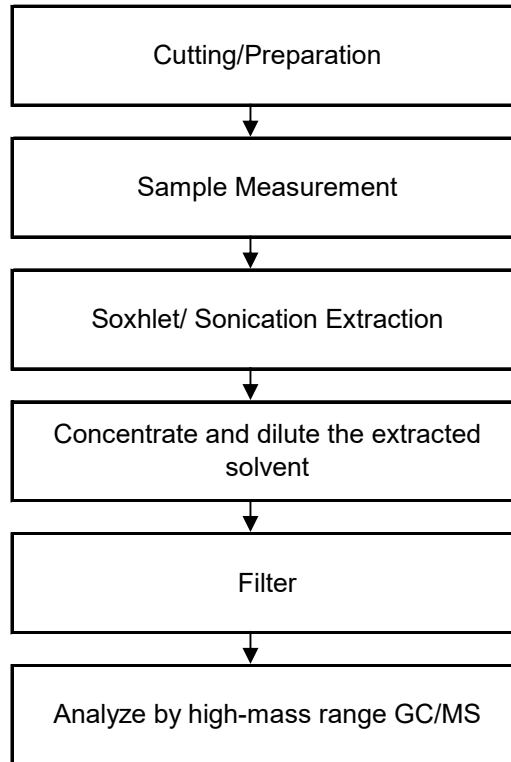 Cutting/Preparation
Sample Measurement
Soxhlet/ Sonication Extraction
Concentrate and dilute the extracted
solvent
Filter
Analyze by high-mass range GC/MS